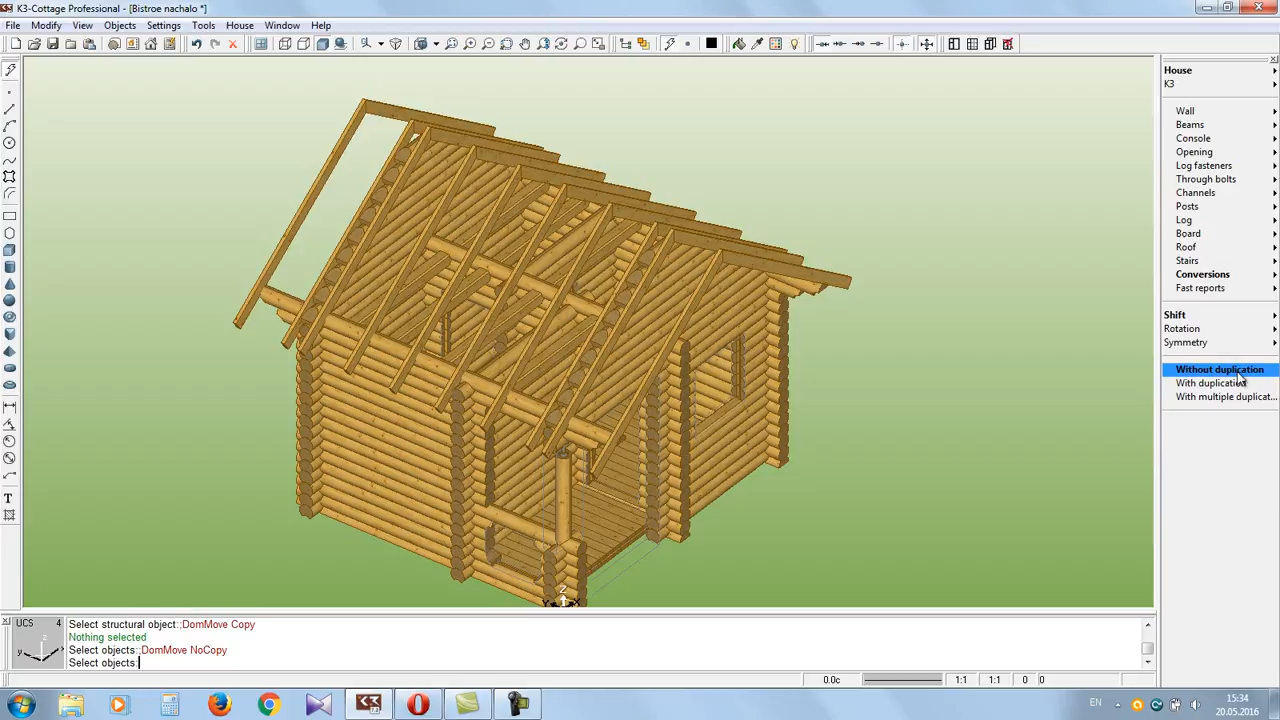 K3-Cottage Professional - [Bistroe nachalo *]
File Modify View Objects Settings Tools House Window Help
House
K3
Wall
Beams
Console
Opening
Log fasteners
Through bolts
Channels
Posts
Log
Board
Roof
Stairs
Conversions
Fast reports
Shift
Rotation
Symmetry
Without duplication
With duplication
With multiple duplicat...
T
Z
UCS 4
z
y
x
Select structural object:;DomMove Copy
Nothing selected
Select objects:;DomMove NoCopy
Select objects:
0.0c 1:1 1:1 0 0
K3
EN
15:34
20.05.2016